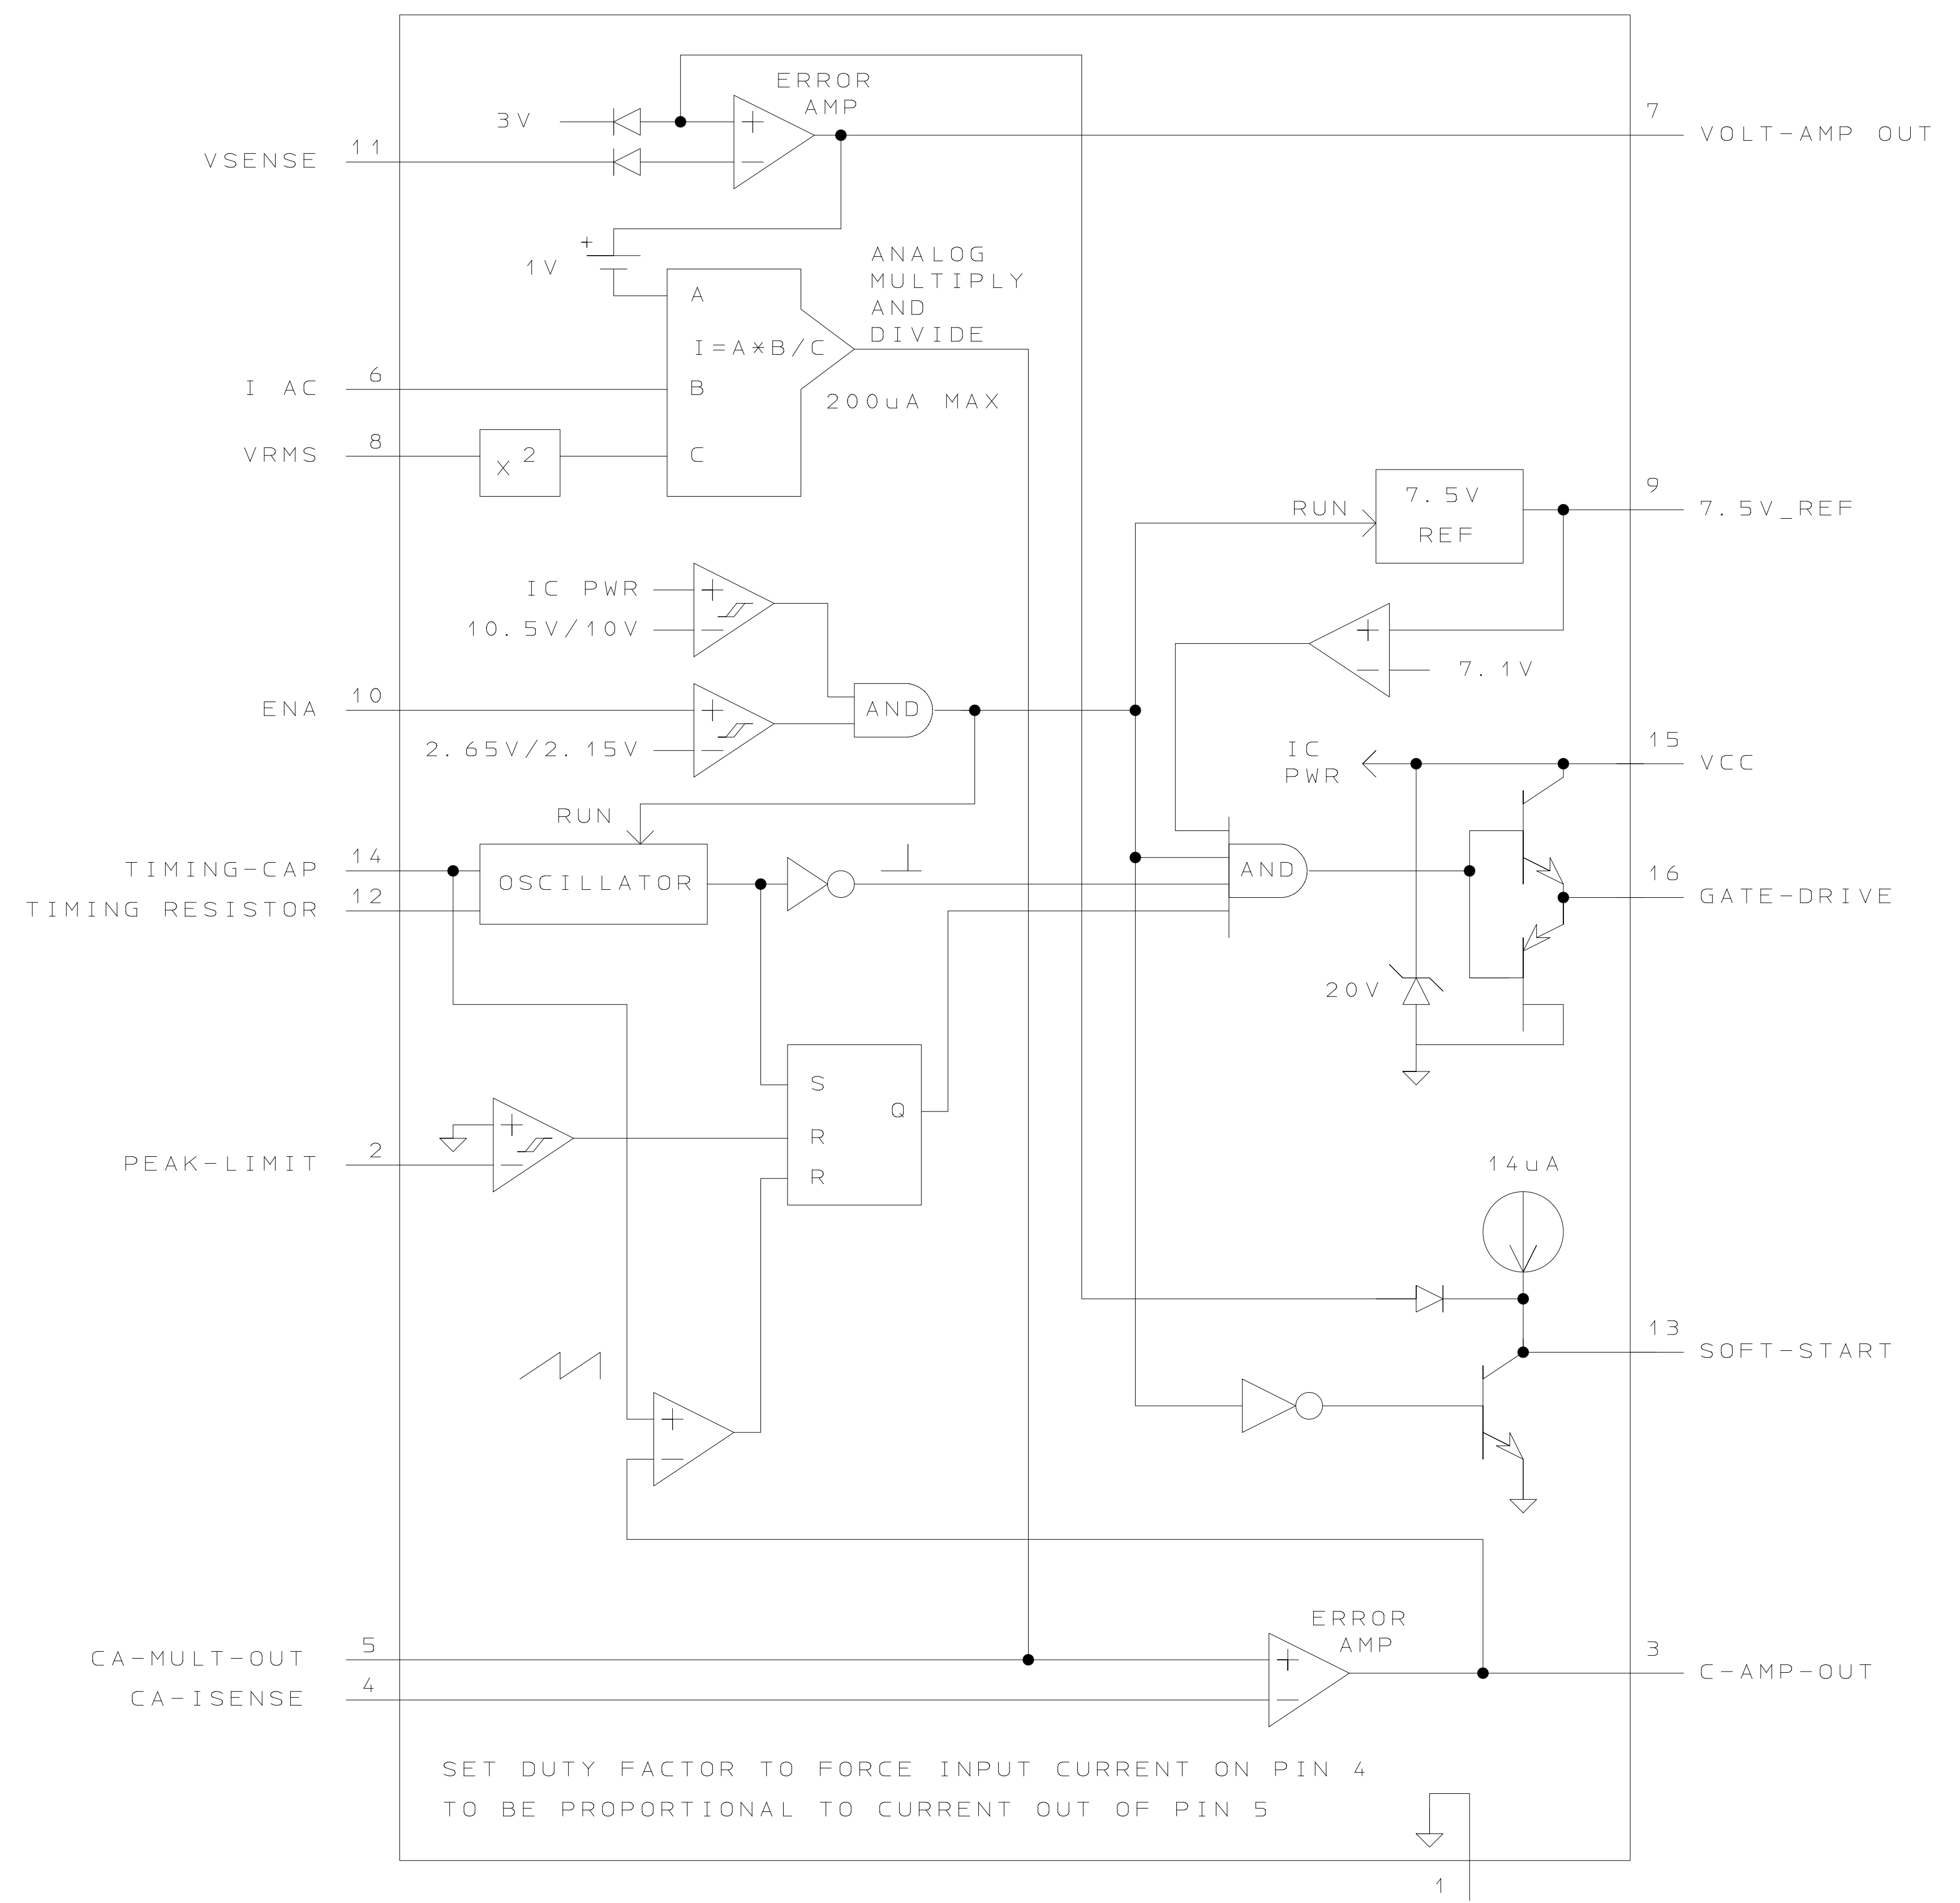 ERROR
AMP
3V
+
−
7
VOLT-AMP OUT
11
VSENSE
+
1V
ANALOG
MULTIPLY
AND
DIVIDE
A
I=A*B/C
6
I AC
B
200uA MAX
8
VRMS
X 2
C
9
RUN
7.5V
REF
7.5V_REF
IC PWR
+
10.5V/10V
−
+
−
7.1V
10
ENA
+
AND
2.65V/2.15V
−
15
IC
PWR
VCC
RUN
14
TIMING-CAP
OSCILLATOR
AND
12
TIMING RESISTOR
16
GATE-DRIVE
20V
S
Q
+
R
2
PEAK-LIMIT
−
R
14uA
13
SOFT-START
+
−
ERROR
AMP
5
CA-MULT-OUT
+
3
C-AMP-OUT
4
CA-ISENSE
−
SET DUTY FACTOR TO FORCE INPUT CURRENT ON PIN 4
TO BE PROPORTIONAL TO CURRENT OUT OF PIN 5
1